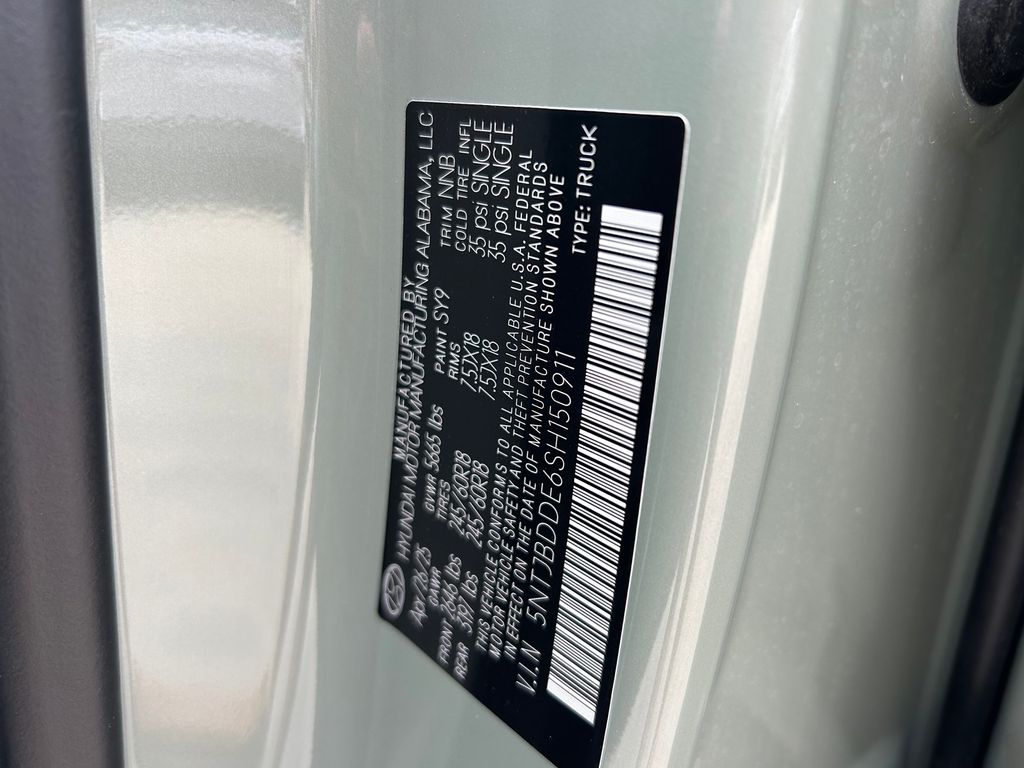 MANUFACTURED BY
HYUNDAI MOTOR MANUFACTURING ALABAMA, LLC
Apr/26/25 GVWR 5665 lbs PAINT SY9 TRIM NNB
GAWR TIRES RIMS COLD TIRE INFL
FRONT 2646 lbs 245/60R18 7.5JX18 35 psi SINGLE
REAR 3197 lbs 245/60R18 7.5JX18 35 psi SINGLE
THIS VEHICLE CONFORMS TO ALL APPLICABLE U.S.A. FEDERAL
MOTOR VEHICLE SAFETY AND THEFT PREVENTION STANDARDS
IN EFFECT ON THE DATE OF MANUFACTURE SHOWN ABOVE
V.I.N 5NTJBDDE6SH150911 TYPE: TRUCK